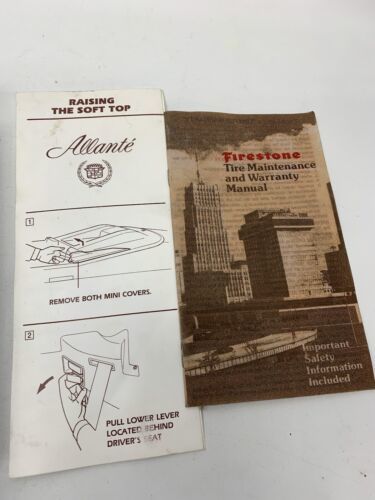 RAISING
THE SOFT TOP
Allanté
1
REMOVE BOTH MINI COVERS.
2
PULL LOWER LEVER
LOCATED BEHIND
DRIVER'S SEAT
Firestone
Tire Maintenance
and Warranty
Manual
Important
Safety
Information
Included